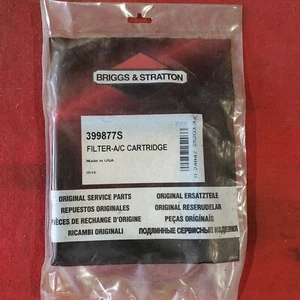 BRIGGS & STRATTON
399877S
FILTER-A/C CARTRIDGE
MADE IN USA
ORIGINAL SERVICE PARTS
REPUESTOS ORIGINALES
PIÈCES DE RECHANGE D'ORIGINE
RICAMBI ORIGINALI
ORIGINAL ERSATZTEILE
ORIGINAL RESERUDELAR
PEÇAS ORIGINAIS
ПОДЛИННЫЕ СЕРВИСНЫЕ ИЗДЕЛИЯ